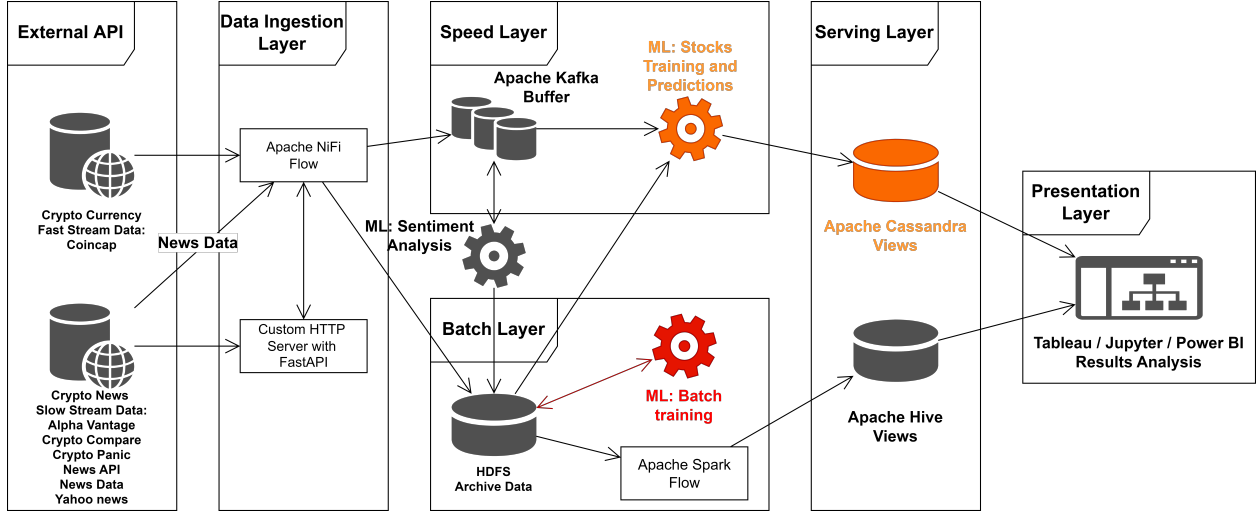 External API
Data Ingestion
Layer
Speed Layer
Serving Layer
ML: Stocks
Training and
Predictions
Apache Kafka
Buffer
Apache NiFi
Flow
Crypto Currency
Fast Stream Data:
Coincap
News Data
ML: Sentiment
Analysis
Apache Cassandra
Views
Presentation
Layer
Custom HTTP
Server with
FastAPI
Batch Layer
Tableau / Jupyter / Power BI
Results Analysis
Crypto News
Slow Stream Data:
Alpha Vantage
Crypto Compare
Crypto Panic
News API
News Data
Yahoo news
ML: Batch
training
Apache Hive
Views
HDFS
Archive Data
Apache Spark
Flow